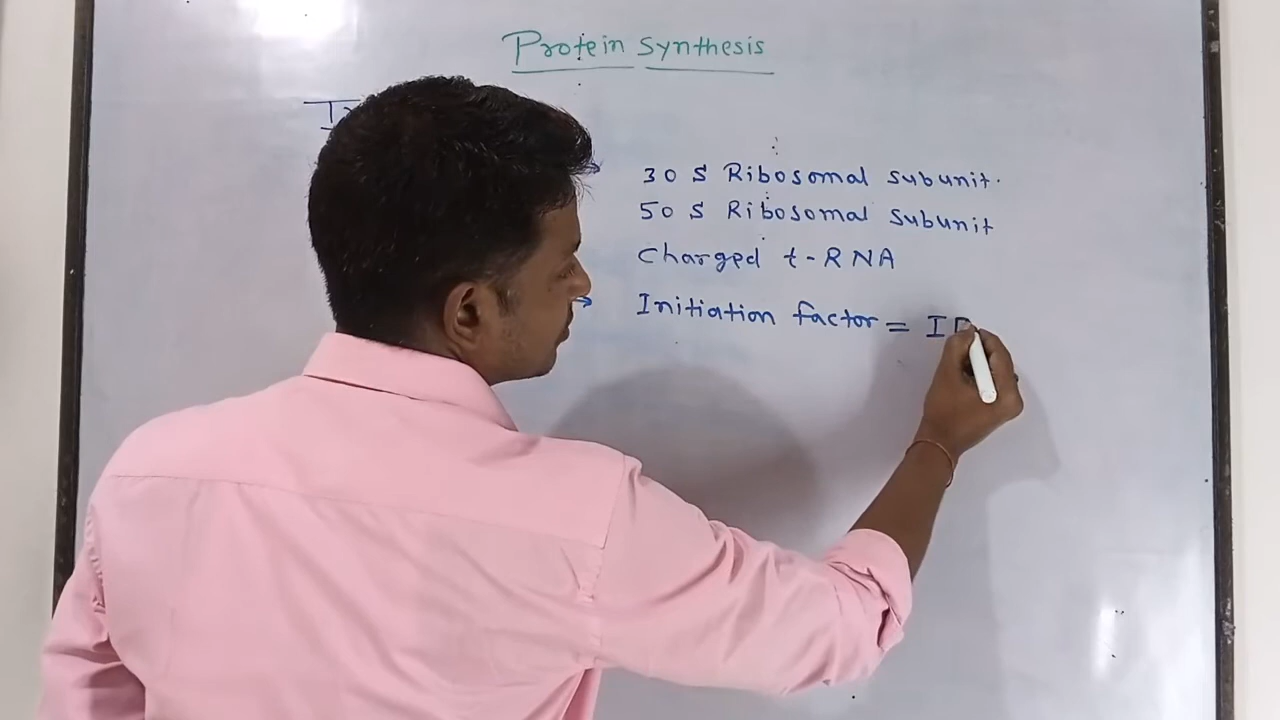 Protein synthesis
30 S Ribosomal subunit.
50 S Ribosomal subunit
charged t-RNA
Initiation factor = I